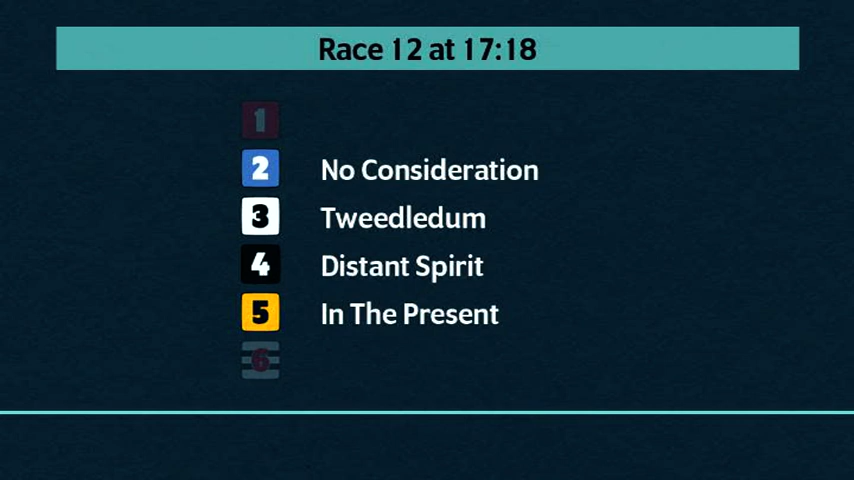 Race 12 at 17:18
1
2 No Consideration
3 Tweedledum
4 Distant Spirit
5 In The Present
6